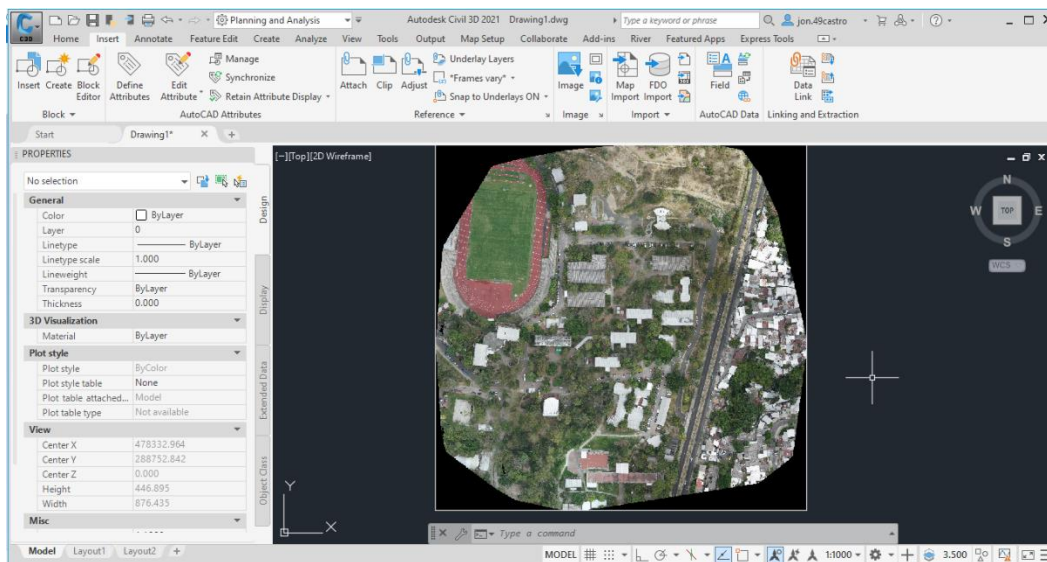 C3D
Planning and Analysis
Autodesk Civil 3D 2021 Drawing1.dwg
Type a keyword or phrase
jon.49castro
Home Insert Annotate Feature Edit Create Analyze View Tools Output Map Setup Collaborate Add-ins River Featured Apps Express Tools
Insert Create Block Editor
Define Attributes
Edit Attribute
Manage
Synchronize
Retain Attribute Display
Attach Clip Adjust
Underlay Layers
*Frames vary*
Snap to Underlays ON
Image
Map Import
FDO Import
Field
Data Link
Block AutoCAD Attributes Reference Image Import AutoCAD Data Linking and Extraction
Start Drawing1*
PROPERTIES
No selection
General
Color ByLayer
Layer 0
Linetype ByLayer
Linetype scale 1.000
Lineweight ByLayer
Transparency ByLayer
Thickness 0.000
3D Visualization
Material ByLayer
Plot style
Plot style ByColor
Plot style table None
Plot table attached... Model
Plot table type Not available
View
Center X 478332.964
Center Y 288752.842
Center Z 0.000
Height 446.895
Width 876.435
Misc
Design
Display
Extended Data
Object Class
[-][Top][2D Wireframe]
N
W TOP E
S
WCS
Y
X
Type a command
Model Layout1 Layout2 +
MODEL 1:1000 3.500